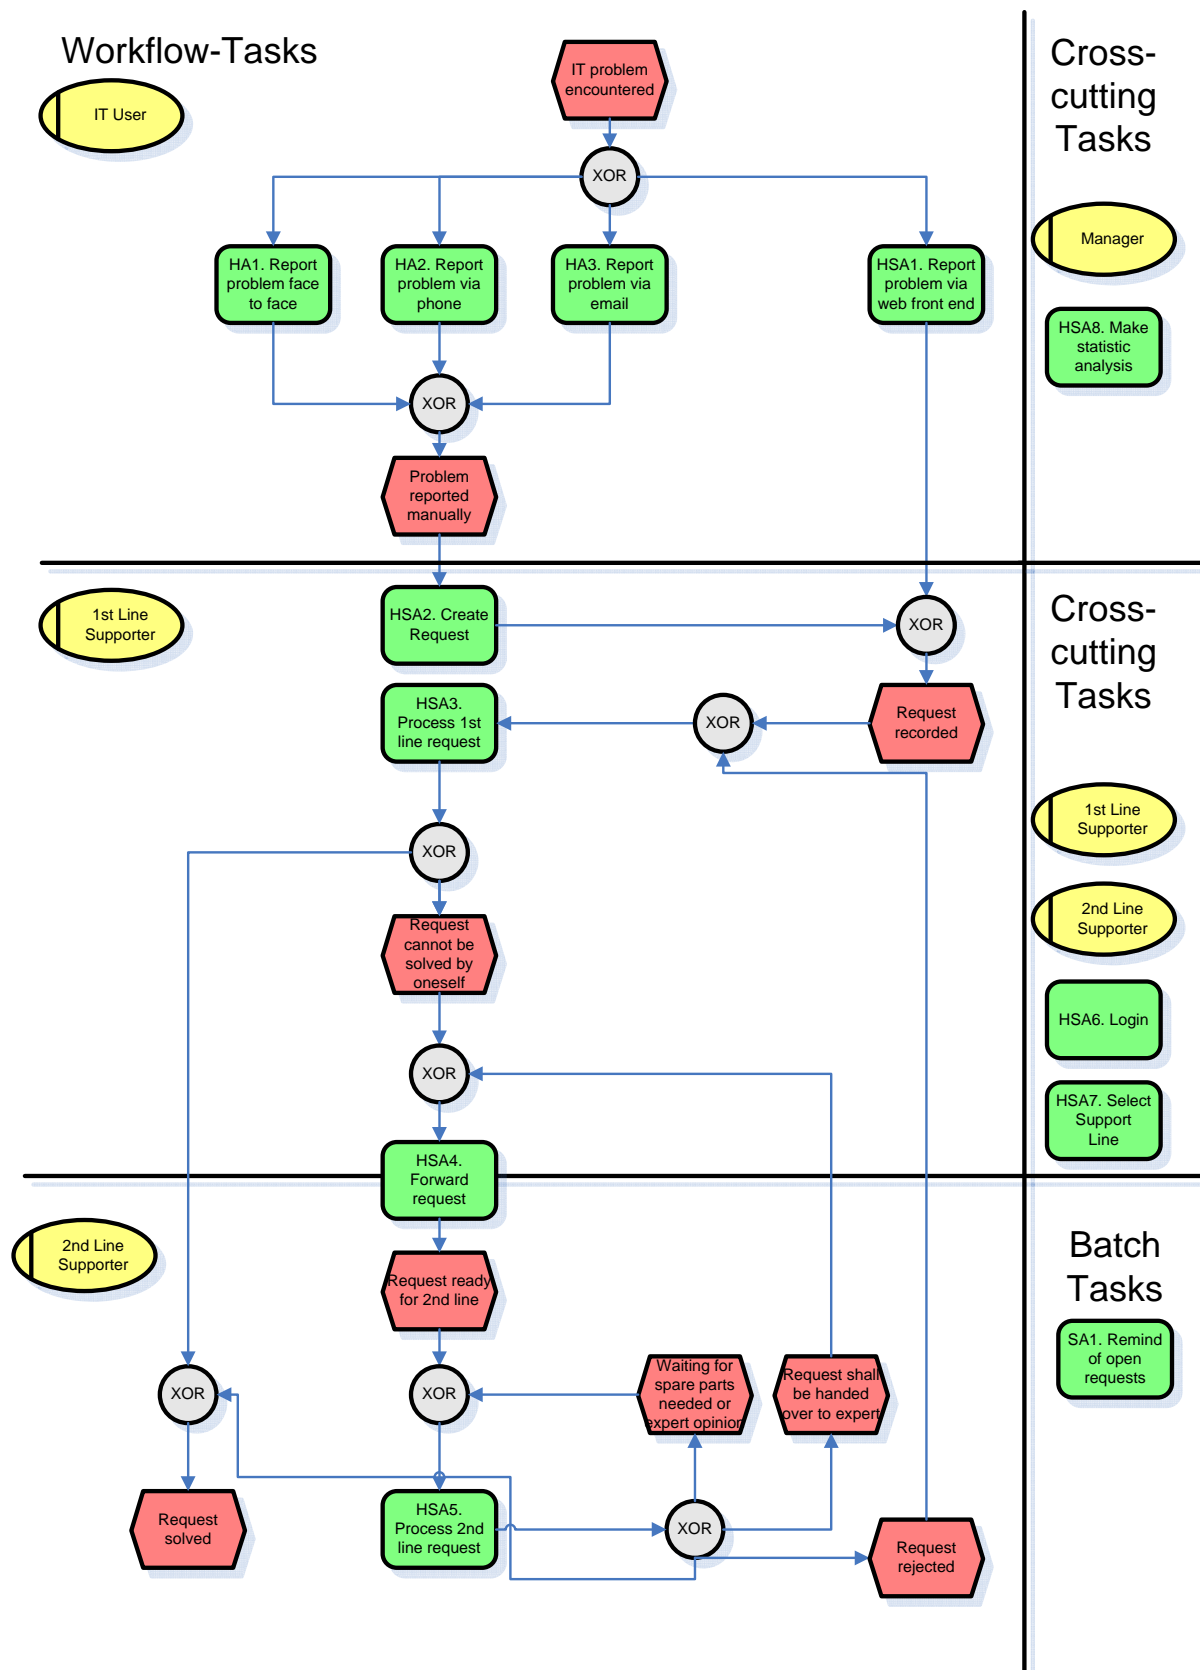 Workflow-Tasks
IT User
IT problem
encountered
XOR
HA1. Report
problem face
to face
HA2. Report
problem via
phone
HA3. Report
problem via
email
HSA1. Report
problem via
web front end
XOR
Problem
reported
manually
Cross-
cutting
Tasks
Manager
HSA8. Make
statistic
analysis
1st Line
Supporter
HSA2. Create
Request
XOR
HSA3.
Process 1st
line request
XOR
Request
recorded
XOR
Request
cannot be
solved by
oneself
XOR
HSA4.
Forward
request
Cross-
cutting
Tasks
1st Line
Supporter
2nd Line
Supporter
HSA6. Login
HSA7. Select
Support
Line
2nd Line
Supporter
Request ready
for 2nd line
XOR
XOR
Waiting for
spare parts
needed or
expert opinion
Request shall
be handed
over to expert
Request
solved
HSA5.
Process 2nd
line request
XOR
Request
rejected
Batch
Tasks
SA1. Remind
of open
requests